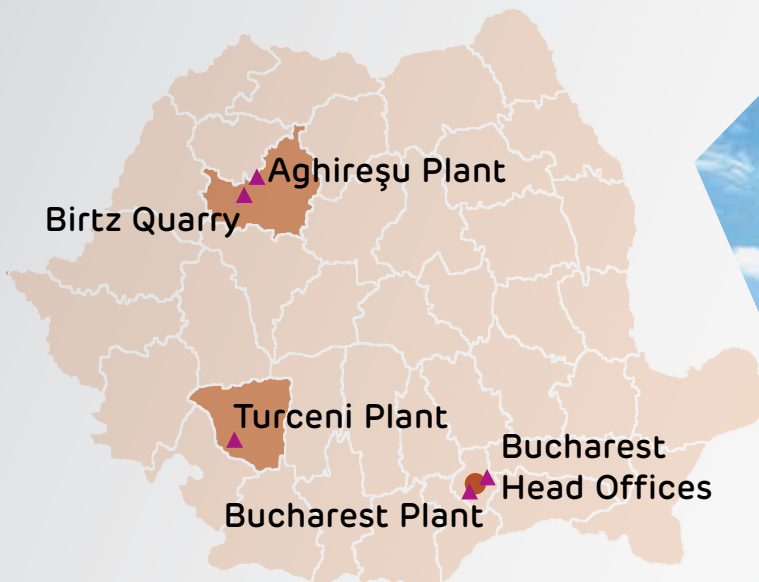 Aghireşu Plant
Birtz Quarry
Turceni Plant
Bucharest
Head Offices
Bucharest Plant